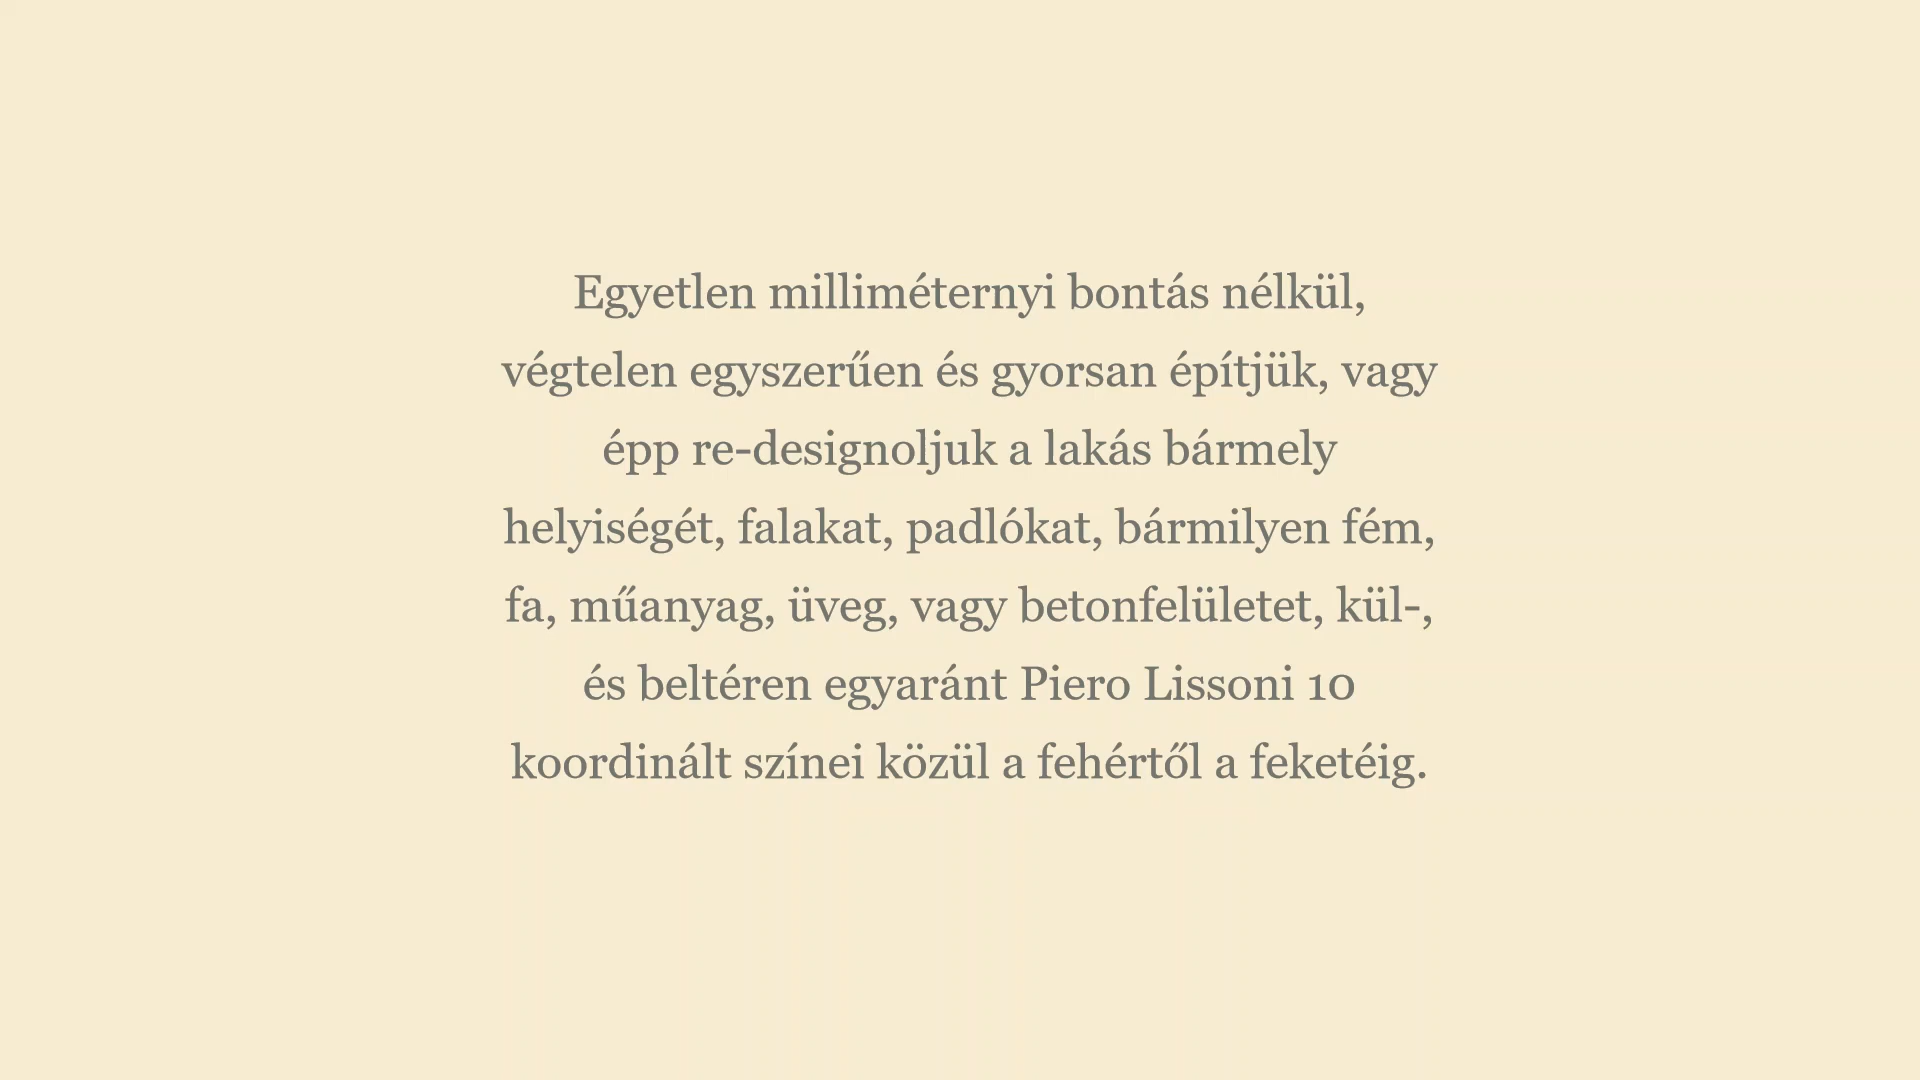 Egyetlen milliméternyi bontás nélkül,
végtelen egyszerűen és gyorsan építjük, vagy
épp re-designoljuk a lakás bármely
helyiségét, falakat, padlókat, bármilyen fém,
fa, műanyag, üveg, vagy betonfelületet, kül-,
és beltéren egyaránt Piero Lissoni 10
koordinált színei közül a fehértől a feketéig.